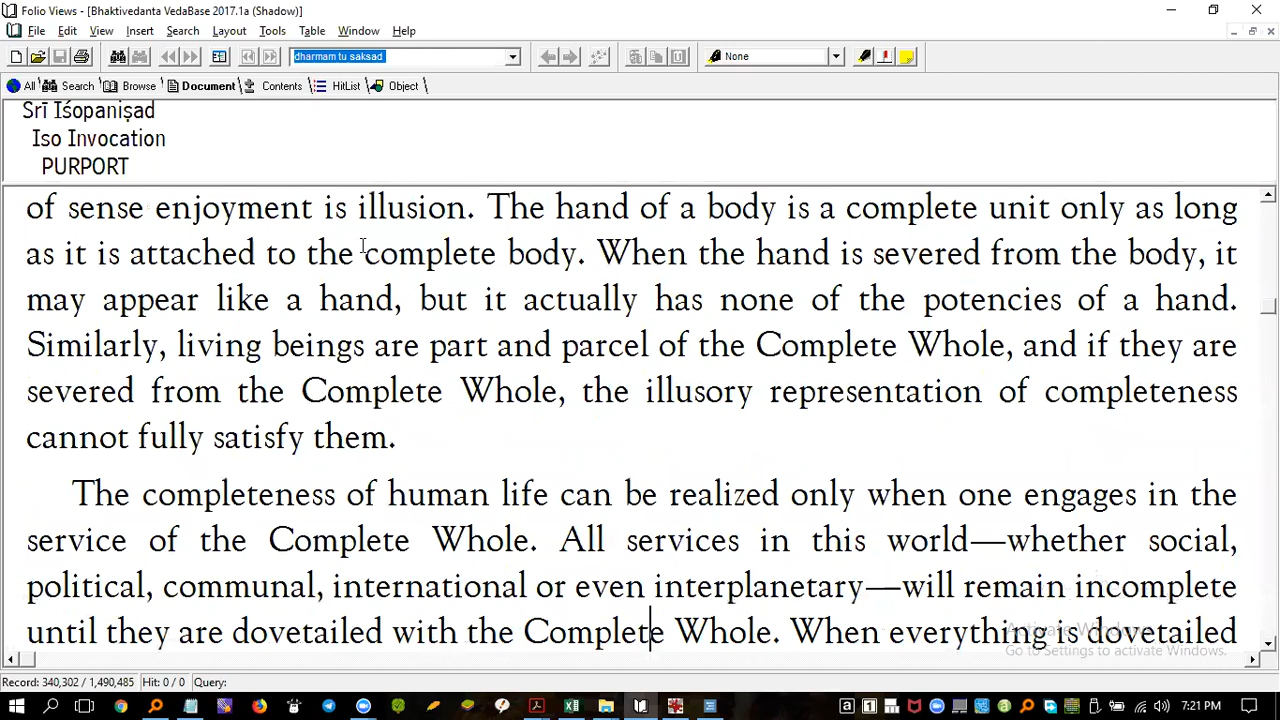 Folio Views - [Bhaktivedanta VedaBase 2017.1a (Shadow)]
File Edit View Insert Search Layout Tools Table Window Help
dharmam tu saksad
None
All Search Browse Document Contents HitList Object
Srī Iśopaniṣad
Iso Invocation
PURPORT
of sense enjoyment is illusion. The hand of a body is a complete unit only as long
as it is attached to the complete body. When the hand is severed from the body, it
may appear like a hand, but it actually has none of the potencies of a hand.
Similarly, living beings are part and parcel of the Complete Whole, and if they are
severed from the Complete Whole, the illusory representation of completeness
cannot fully satisfy them.
The completeness of human life can be realized only when one engages in the
service of the Complete Whole. All services in this world—whether social,
political, communal, international or even interplanetary—will remain incomplete
until they are dovetailed with the Complete Whole. When everything is dovetailed
Activate Windows
Go to Settings to activate Windows.
Record: 340,302 / 1,490,485 Hit: 0 / 0 Query:
7:21 PM